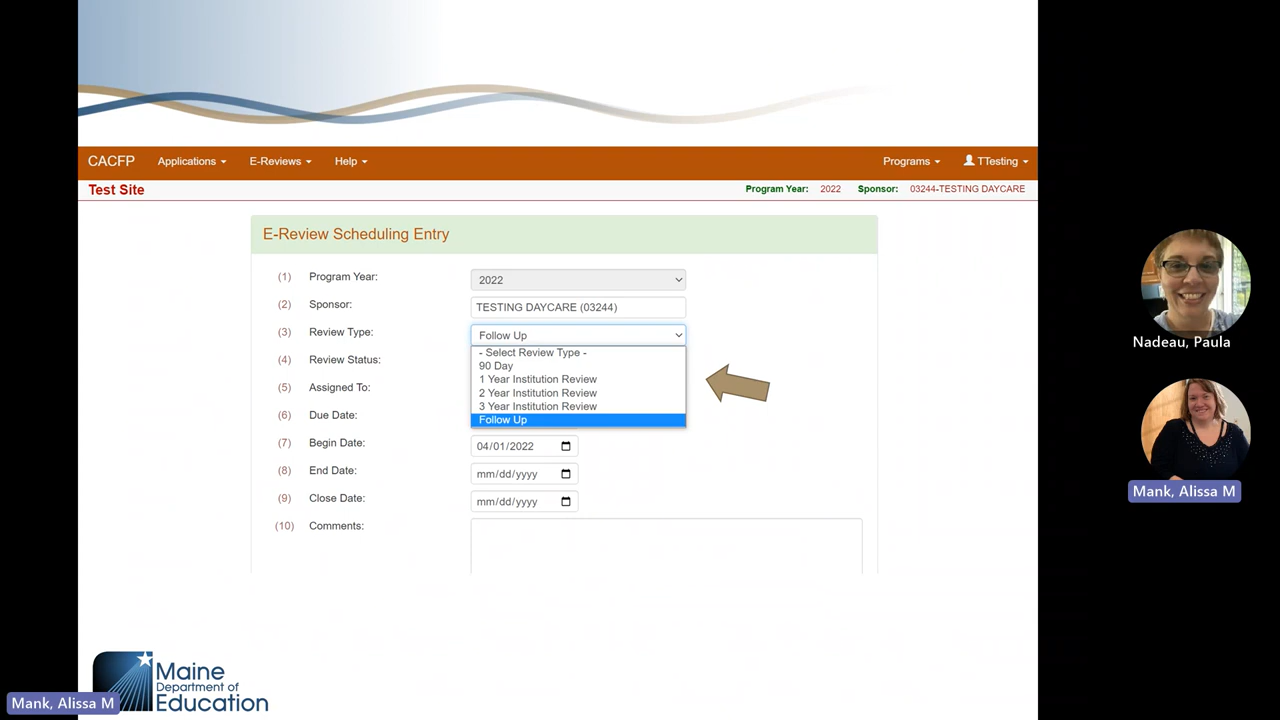 CACFP Applications E-Reviews Help Programs TTesting
Test Site Program Year: 2022 Sponsor: 03244-TESTING DAYCARE
E-Review Scheduling Entry
(1) Program Year: 2022
(2) Sponsor: TESTING DAYCARE (03244)
(3) Review Type: Follow Up
- Select Review Type -
(4) Review Status:
90 Day
1 Year Institution Review
(5) Assigned To:
2 Year Institution Review
3 Year Institution Review
(6) Due Date:
Follow Up
(7) Begin Date: 04/01/2022
(8) End Date: mm/dd/yyyy
(9) Close Date: mm/dd/yyyy
(10) Comments:
Maine
Department of
Education
Mank, Alissa M
Nadeau, Paula
Mank, Alissa M